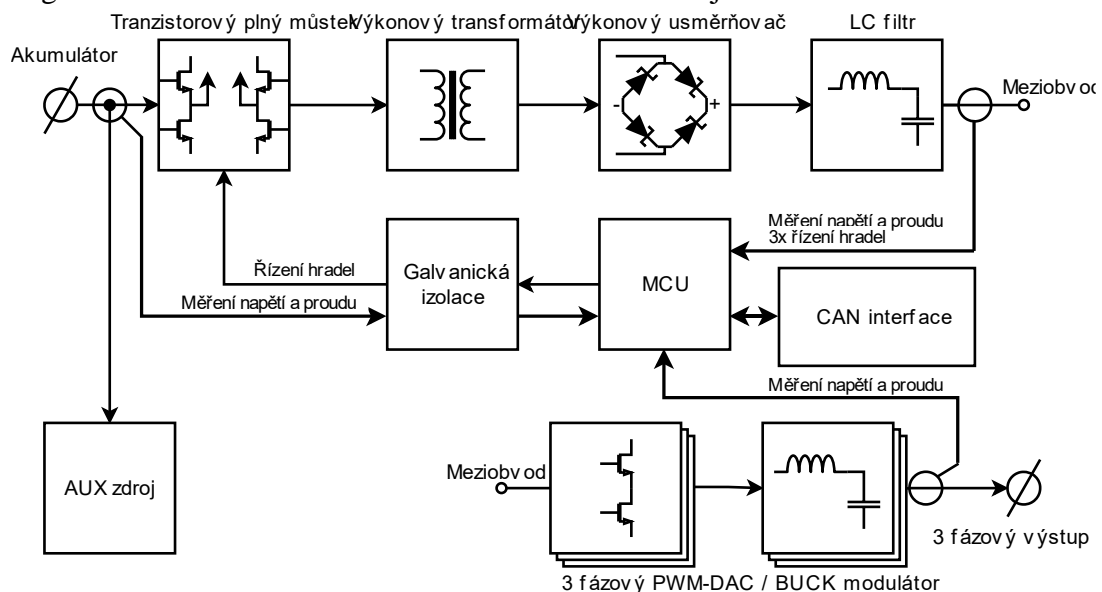 Tranzistorový plný můstek
Výkonový transformátor
Výkonový usměrňovač
LC filtr
Akumulátor
- +
Meziobvod
Měření napětí a proudu
3x řízení hradel
Řízení hradel
Galvanická
izolace
MCU
Měření napětí a proudu
CAN interface
Měření napětí a proudu
AUX zdroj
Meziobvod
3 fázový výstup
3 fázový PWM-DAC / BUCK modulátor